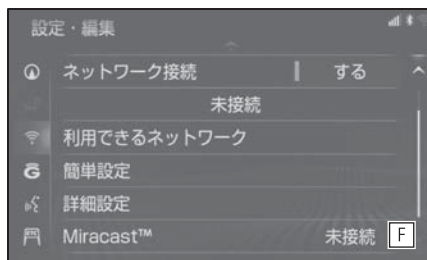 設定・編集
ネットワーク接続 する
未接続
利用できるネットワーク
簡単設定
詳細設定
Miracast™ 未接続 F